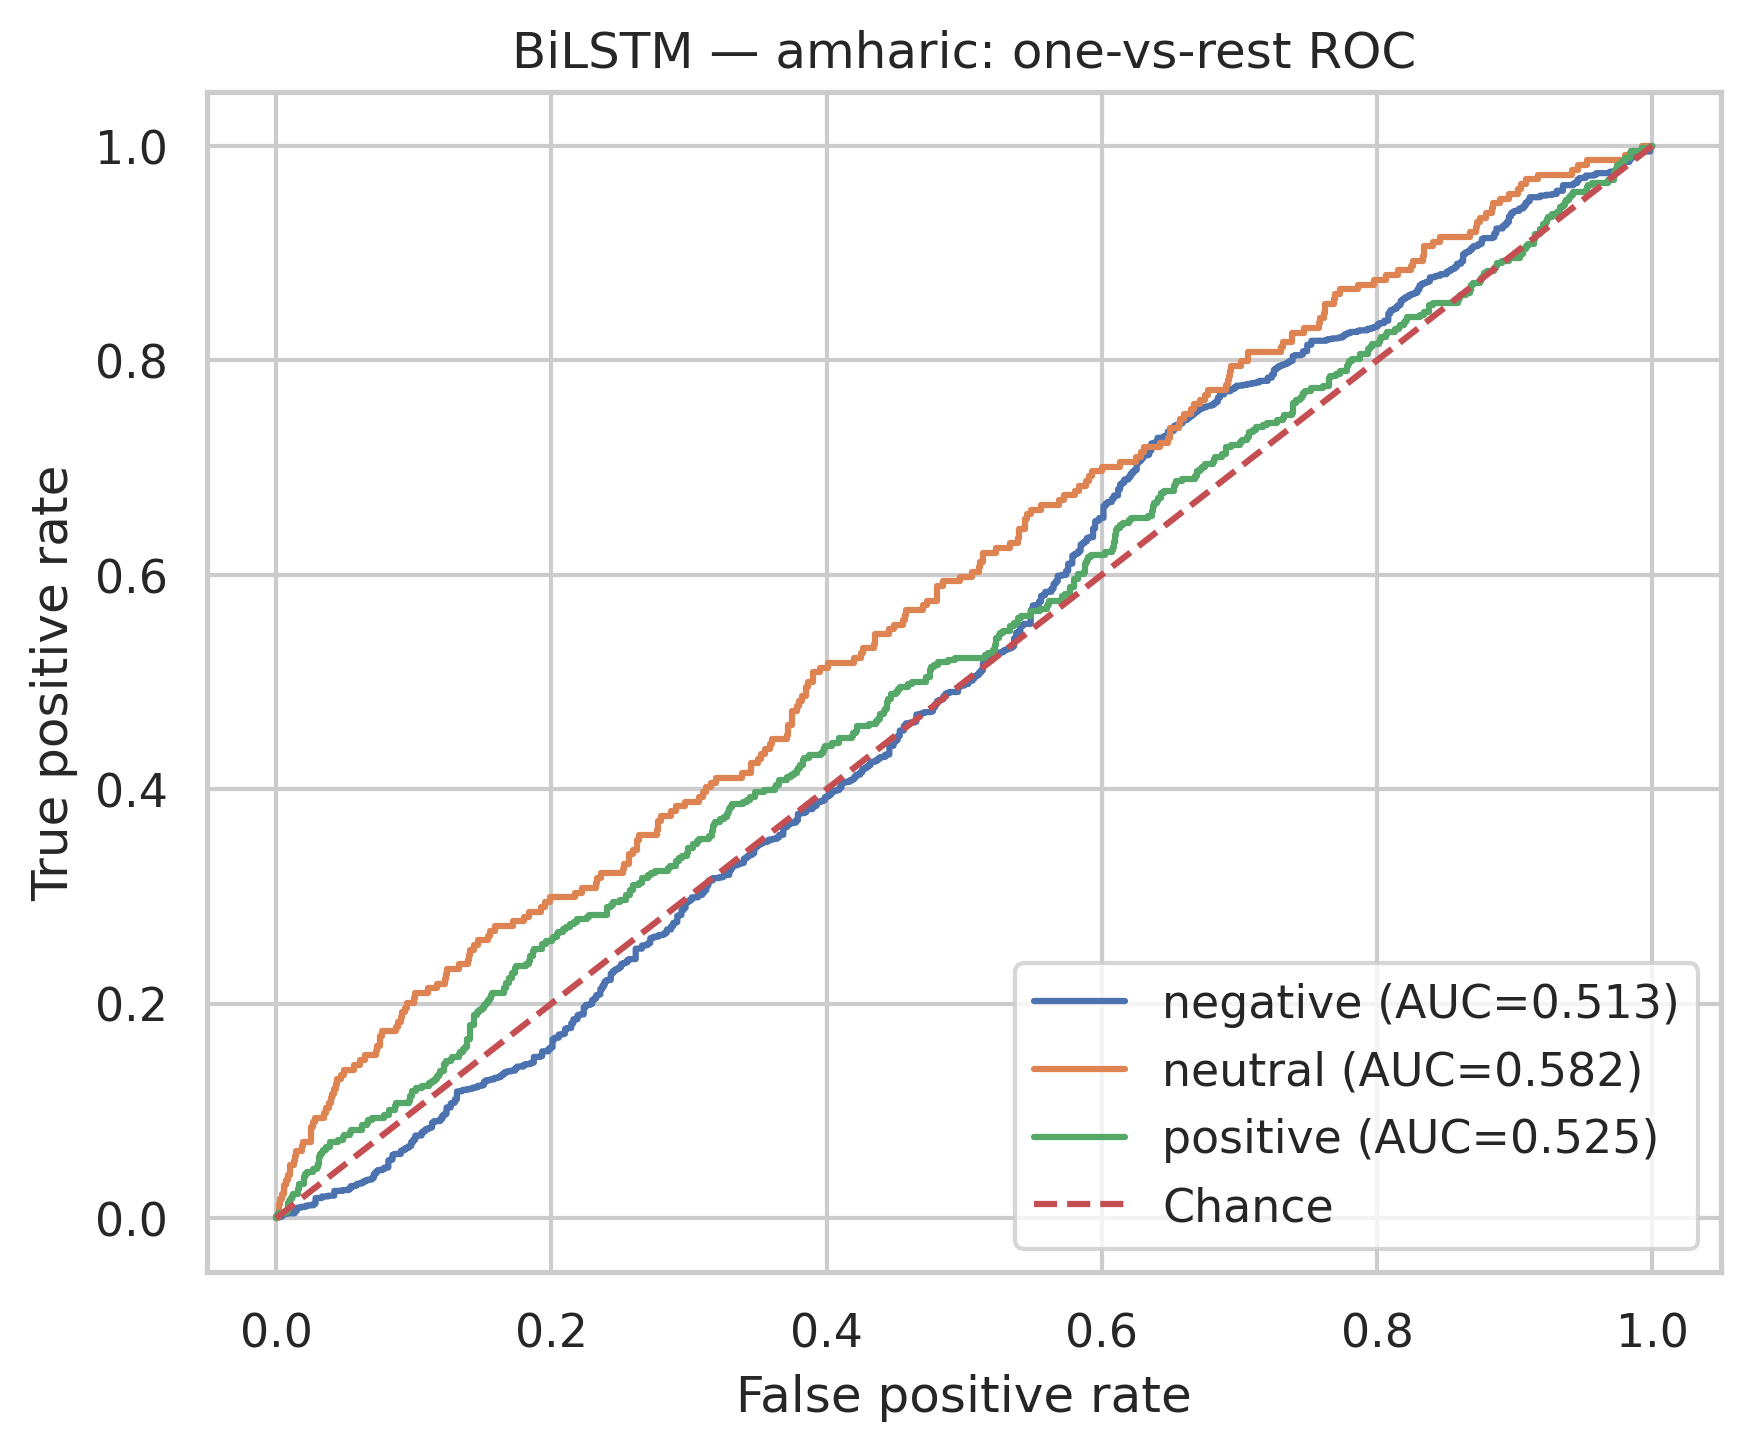 BiLSTM — amharic: one-vs-rest ROC
True positive rate
1.0
0.8
0.6
0.4
0.2
0.0
negative (AUC=0.513)
neutral (AUC=0.582)
positive (AUC=0.525)
Chance
0.0 0.2 0.4 0.6 0.8 1.0
False positive rate